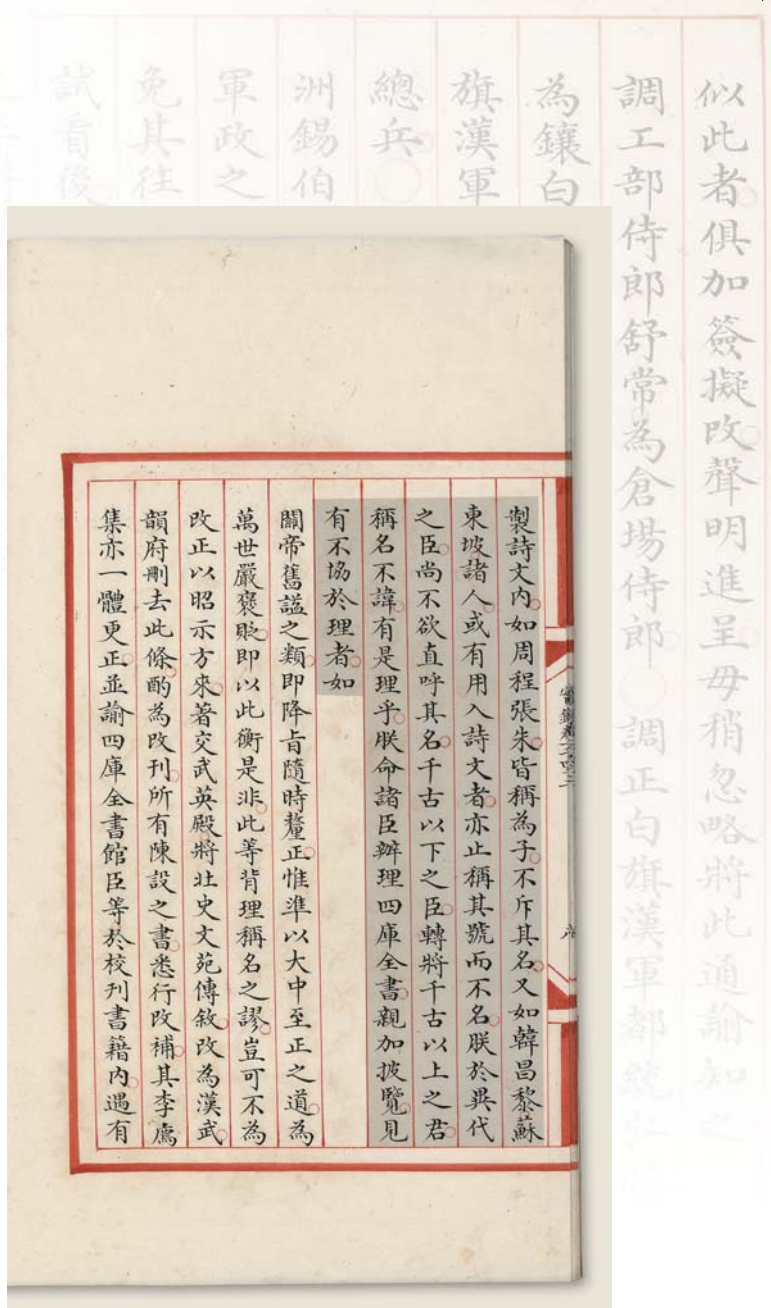 製詩文内如周程張朱皆稱為子不斥其名又如韓昌黎蘇
東坡諸人或有用入詩文者亦止稱其號而不名朕於異代
之臣尚不欲直呼其名千古以下之臣轉將千古以上之君
稱名不諱有是理乎朕命諸臣辦理四庫全書親加披覽見
有不協於理者如
關帝舊諡之類即降旨隨時釐正惟準以大中至正之道為
萬世嚴褒貶即以此衡是非此等背理稱名之謬豈可不為
改正以昭示方來著交武英殿將北史文苑傳敘改為漢武
韻府刪去此條酌為改刊所有陳設之書悉行改補其李廌
集亦一體更正並諭四庫全書館臣等於校刊書籍内遇有
似此者俱加簽擬改聲明進呈毋稍忽略將此通諭知之
調工部侍郎舒常為倉場侍郎○調正白旗漢軍都統
為鑲白
旗漢軍
總兵○
洲錫伯
軍政之
免其往
試看後